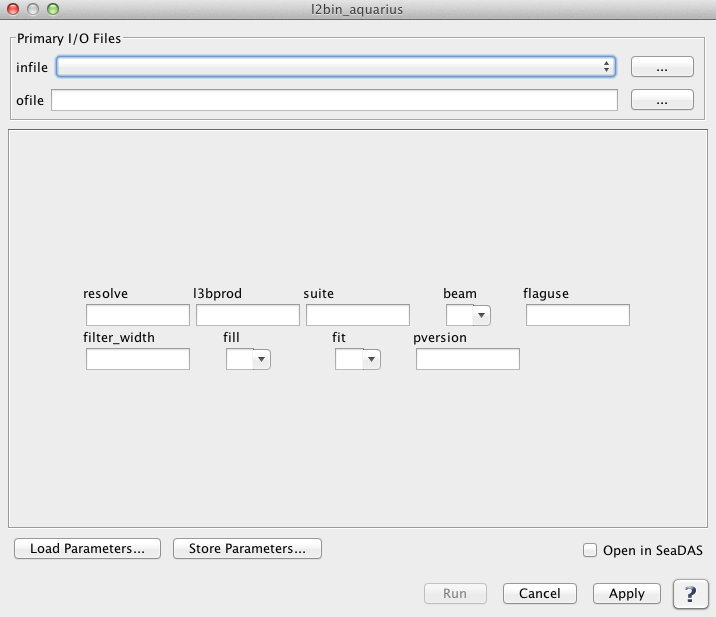 l2bin_aquarius
Primary I/O Files
infile
...
ofile
...
resolve l3bprod suite beam flaguse
filter_width fill fit pversion
Load Parameters... Store Parameters... Open in SeaDAS
Run Cancel Apply ?